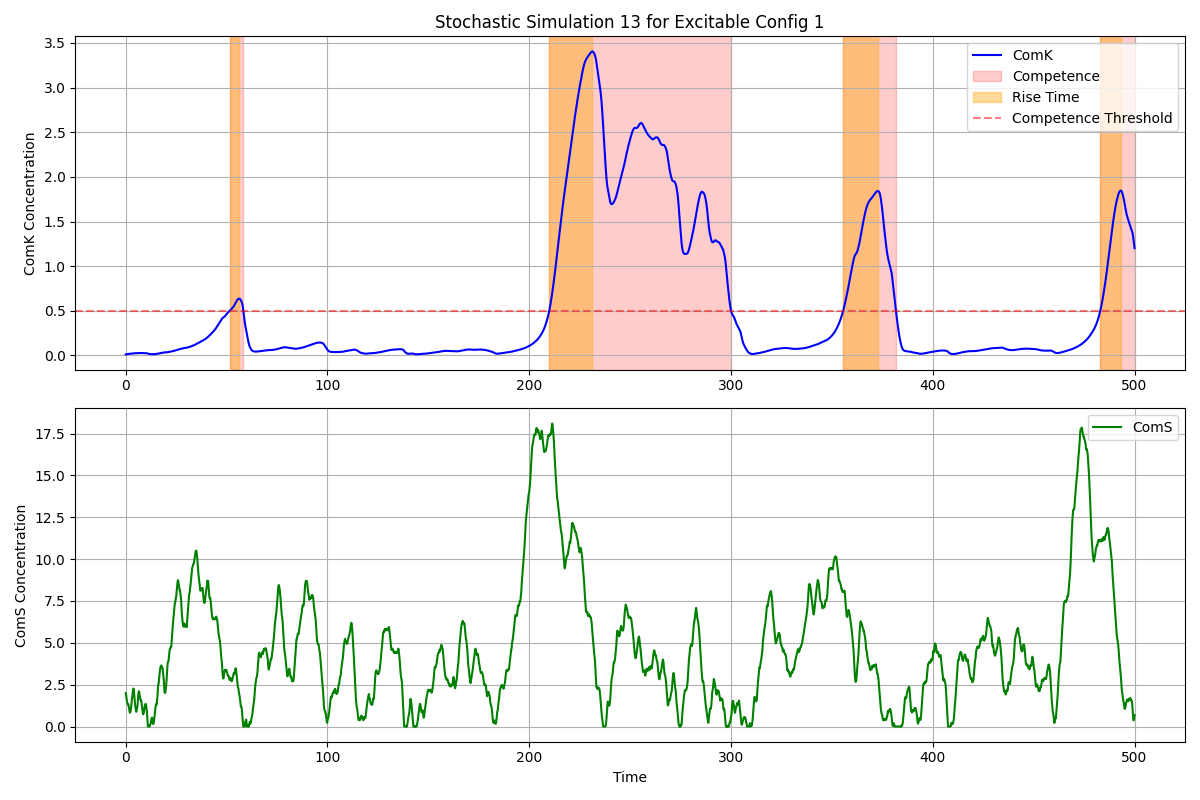 Stochastic Simulation 13 for Excitable Config 1
ComK Concentration
3.5
3.0
2.5
2.0
1.5
1.0
0.5
0.0
ComK
Competence
Rise Time
Competence Threshold
0 100 200 300 400 500
ComS Concentration
17.5
15.0
12.5
10.0
7.5
5.0
2.5
0.0
ComS
0 100 200 300 400 500
Time